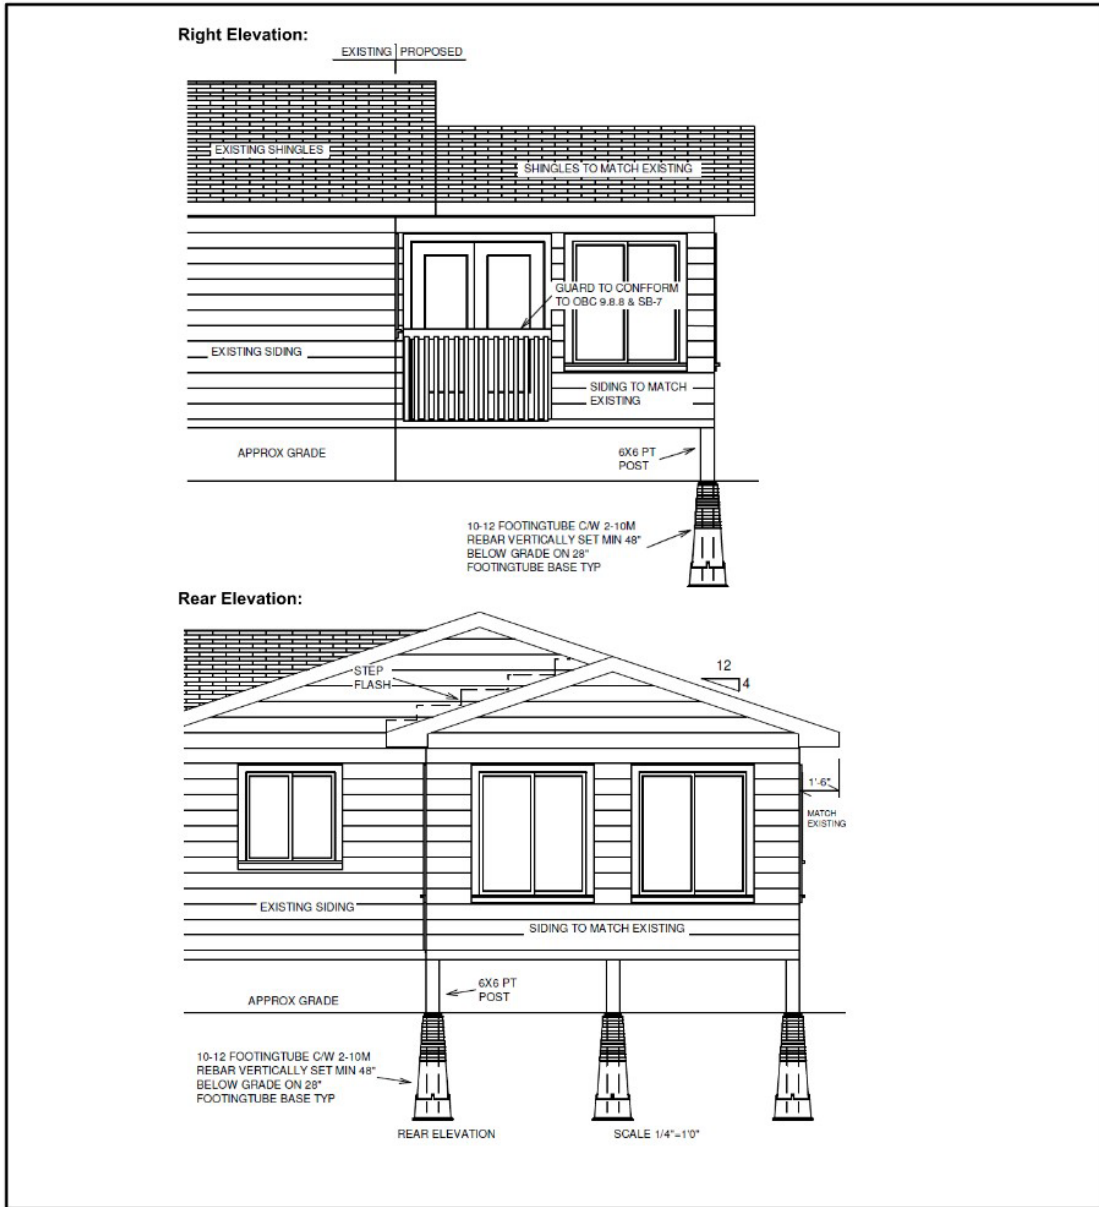 Right Elevation:
EXISTING PROPOSED
EXISTING SHINGLES
SHINGLES TO MATCH EXISTING
GUARD TO CONFFORM
TO OBC 9.8.8 & SB-7
EXISTING SIDING
SIDING TO MATCH
EXISTING
APPROX GRADE
6X6 PT
POST
10-12 FOOTINGTUBE C/W 2-10M
REBAR VERTICALLY SET MIN 48"
BELOW GRADE ON 28"
FOOTINGTUBE BASE TYP
Rear Elevation:
STEP
FLASH
12
4
1'-6"
MATCH
EXISTING
EXISTING SIDING
SIDING TO MATCH EXISTING
6X6 PT
POST
APPROX GRADE
10-12 FOOTINGTUBE C/W 2-10M
REBAR VERTICALLY SET MIN 48"
BELOW GRADE ON 28"
FOOTINGTUBE BASE TYP
REAR ELEVATION
SCALE 1/4"=1'0"